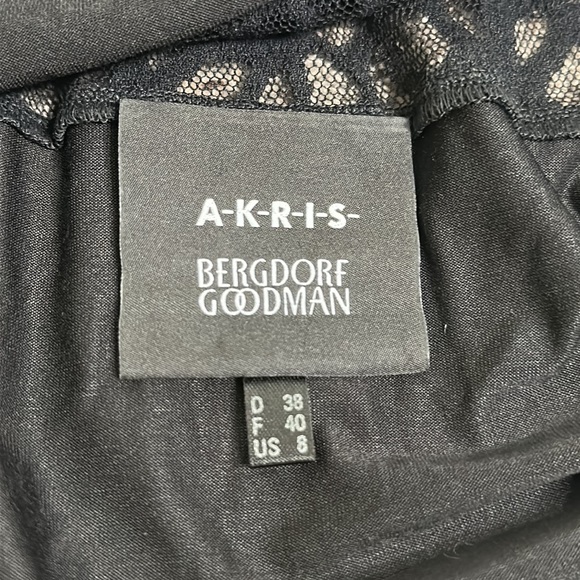 A-K-R-I-S-
BERGDORF
GOODMAN
D 38
F 40
US 8